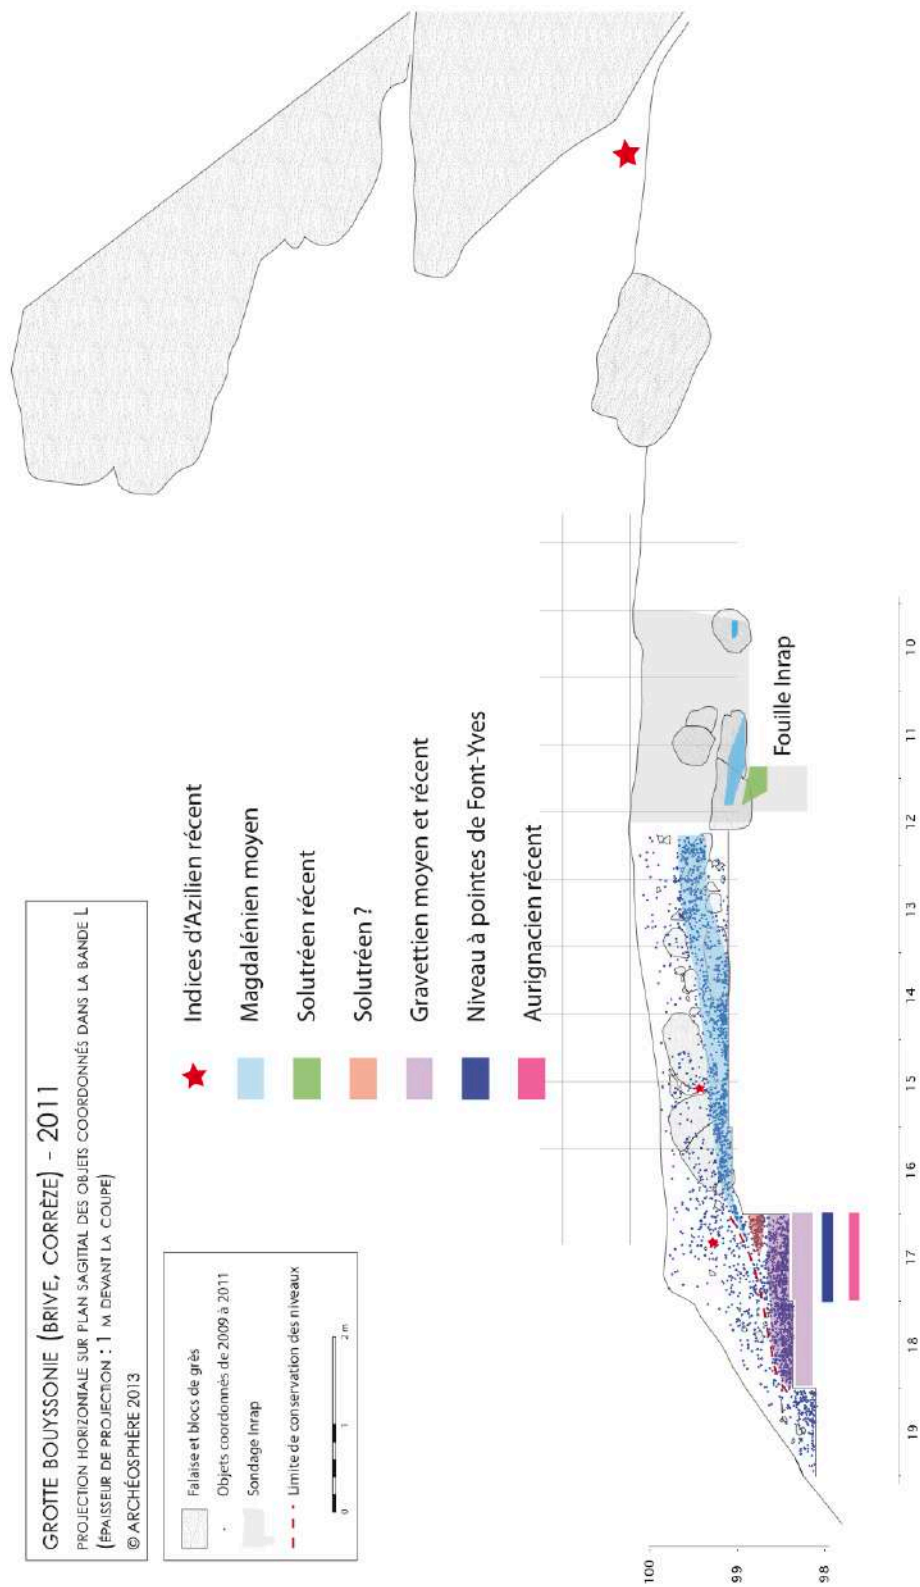 GROTTE BOUYSSONIE (BRIVE, CORRÈZE) – 2011
PROJECTION HORIZONTALE SUR PLAN SAGITAL DES OBJETS COORDONNÉS DANS LA BANDE L
(ÉPAISSEUR DE PROJECTION : 1 M DEVANT LA COUPE)
© ARCHÉOSPHÈRE 2013
Falaise et blocs de grès
Objets coordonnés de 2009 à 2011
Sondage Inrap
Limite de conservation des niveaux
0 1 2 m
Indices d'Azilien récent
Magdalénien moyen
Solutréen récent
Solutréen ?
Gravettien moyen et récent
Niveau à pointes de Font-Yves
Aurignacien récent
Fouille Inrap
100
99
98
19 18 17 16 15 14 13 12 11 10